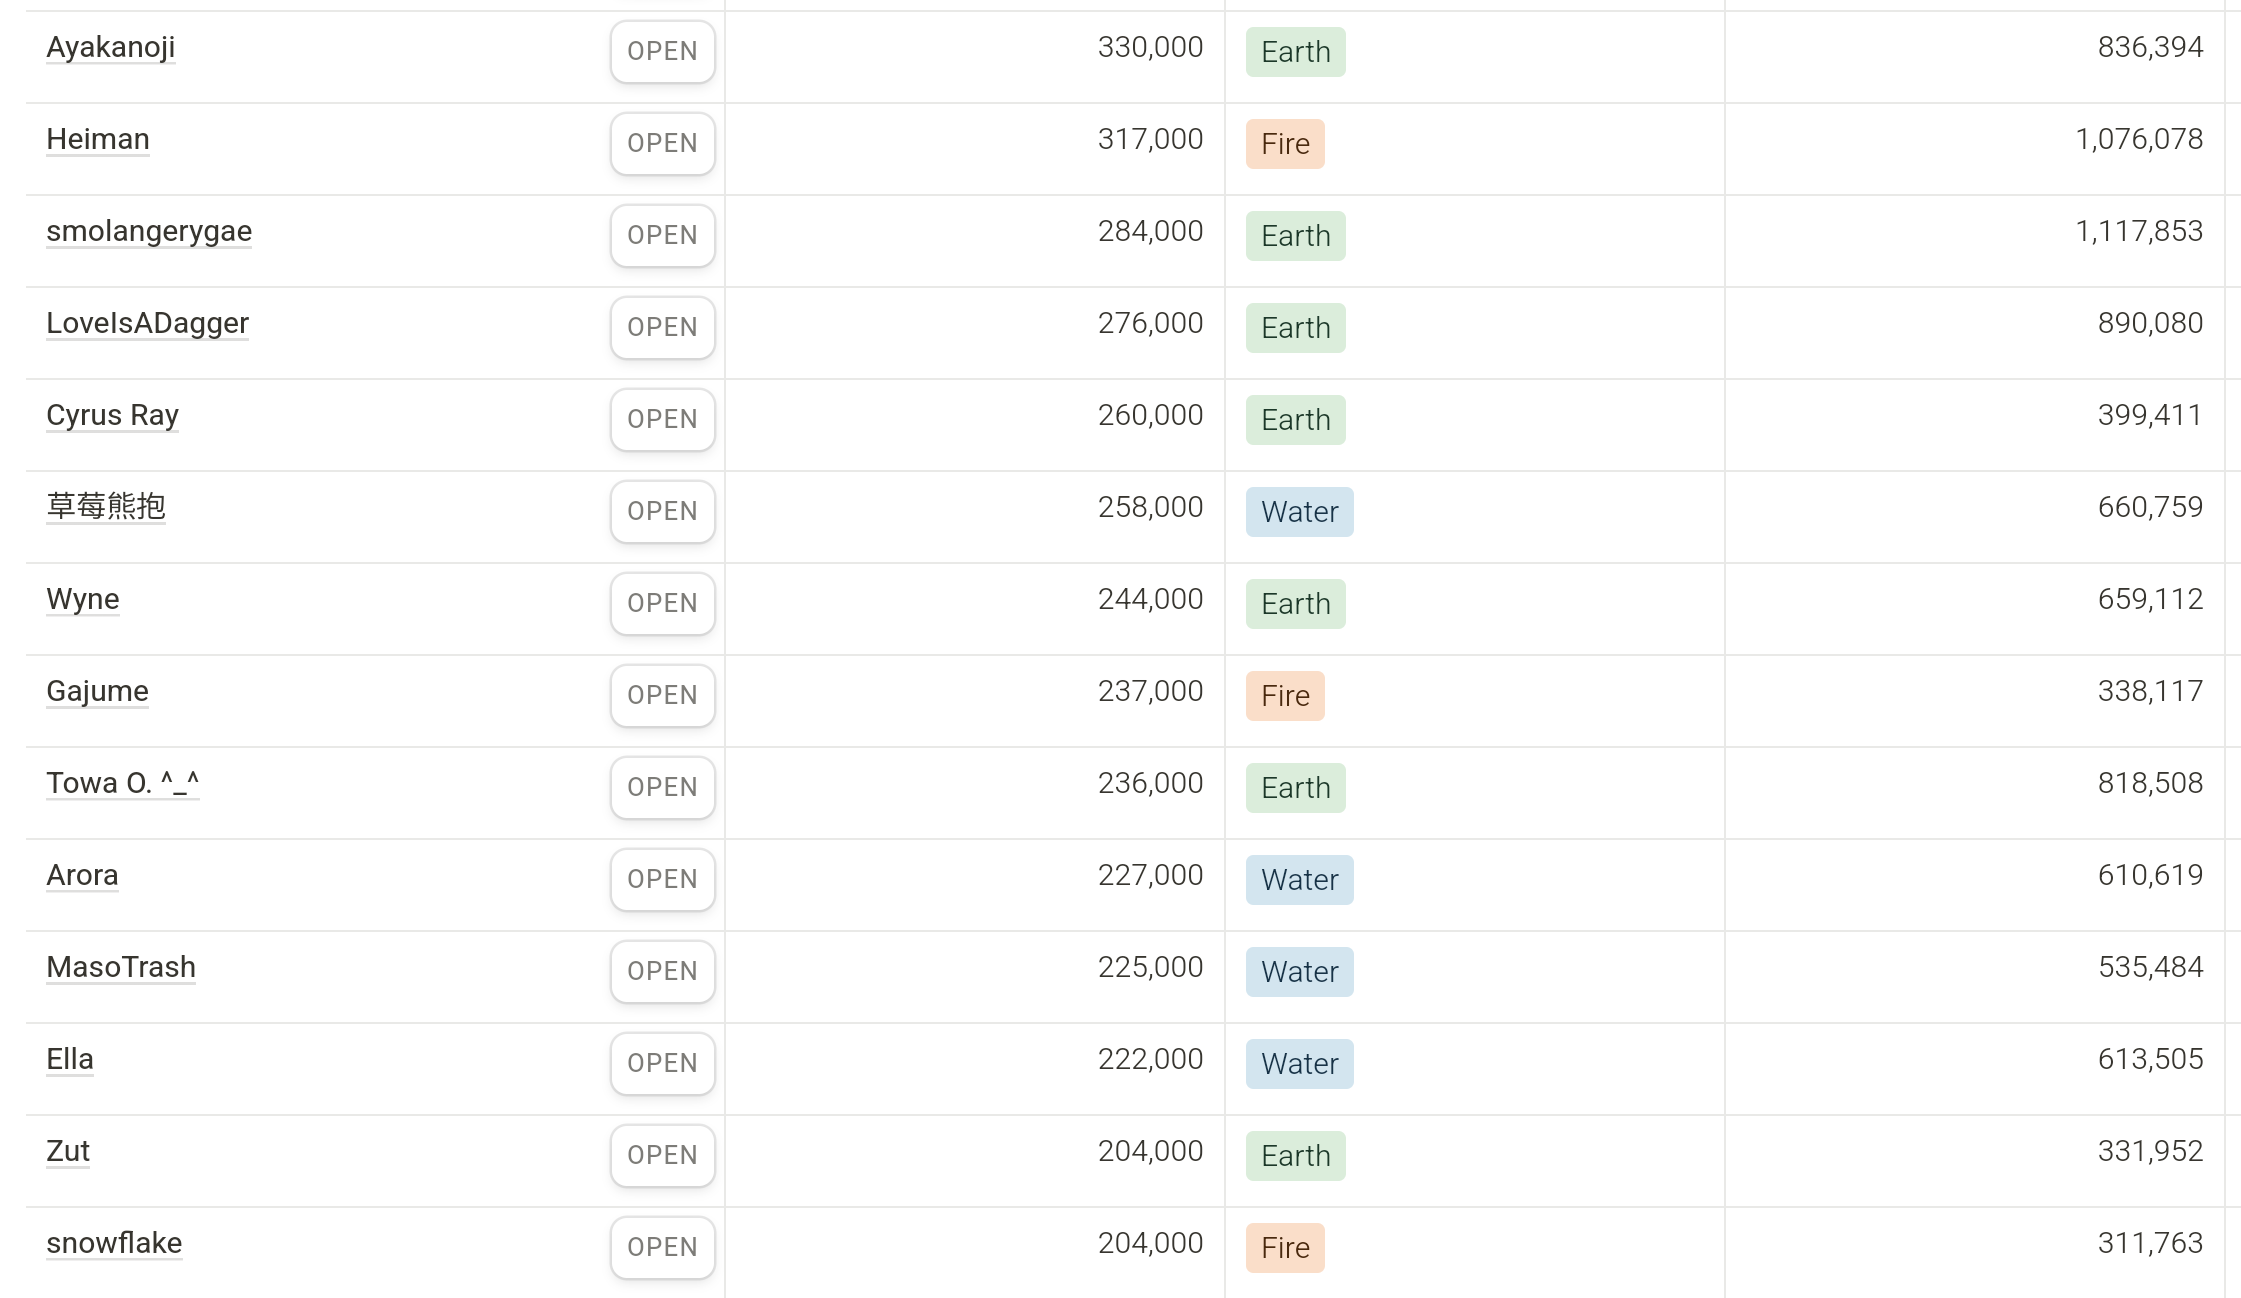 Ayakanoji OPEN 330,000 Earth 836,394
Heiman OPEN 317,000 Fire 1,076,078
smolangerygae OPEN 284,000 Earth 1,117,853
LoveIsADagger OPEN 276,000 Earth 890,080
Cyrus Ray OPEN 260,000 Earth 399,411
草莓熊抱 OPEN 258,000 Water 660,759
Wyne OPEN 244,000 Earth 659,112
Gajume OPEN 237,000 Fire 338,117
Towa O. ^_^ OPEN 236,000 Earth 818,508
Arora OPEN 227,000 Water 610,619
MasoTrash OPEN 225,000 Water 535,484
Ella OPEN 222,000 Water 613,505
Zut OPEN 204,000 Earth 331,952
snowflake OPEN 204,000 Fire 311,763